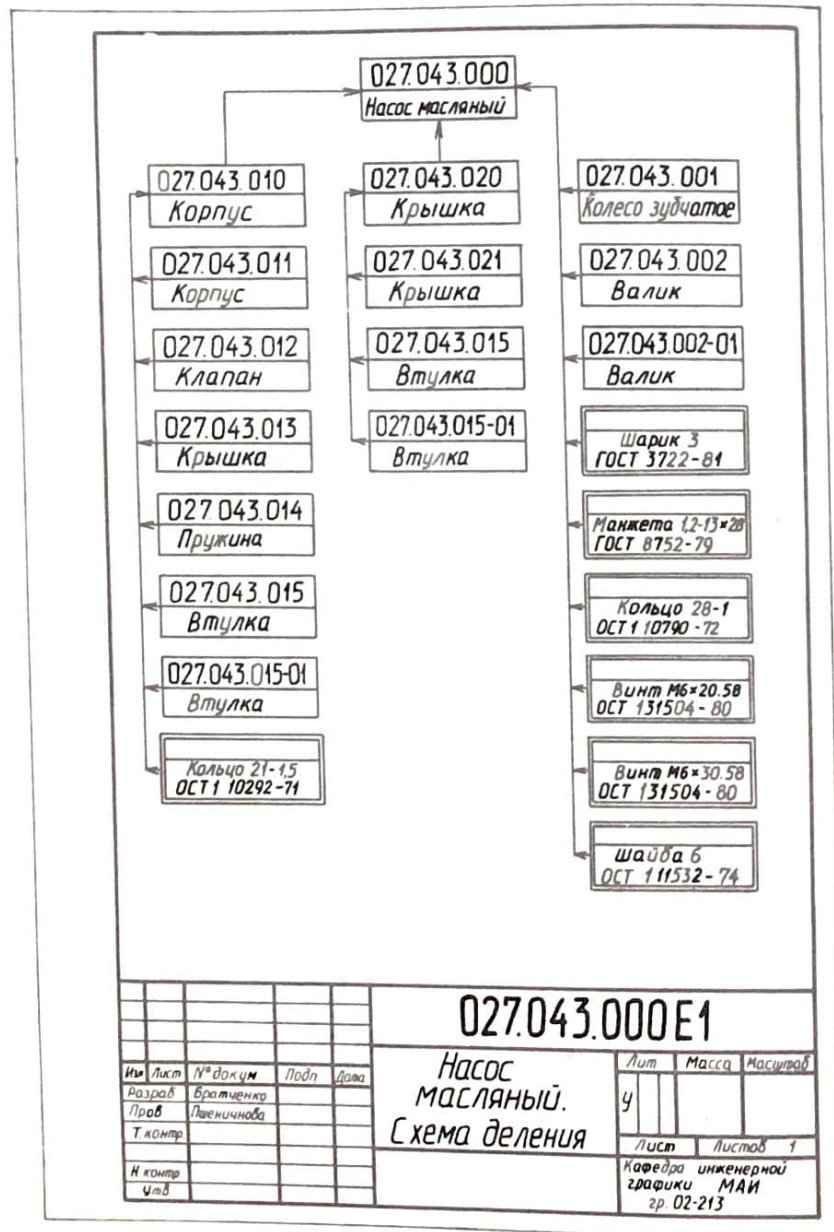 027.043.000
Насос масляный
027.043.010
Корпус
027.043.011
Корпус
027.043.012
Клапан
027.043.013
Крышка
027.043.014
Пружина
027.043.015
Втулка
027.043.015-01
Втулка
Кольцо 21-1,5
ОСТ 1 10292-71
027.043.020
Крышка
027.043.021
Крышка
027.043.015
Втулка
027.043.015-01
Втулка
027.043.001
Колесо зубчатое
027.043.002
Валик
027.043.002-01
Валик
Шарик 3
ГОСТ 3722-81
Манжета 1,2-13×28
ГОСТ 8752-79
Кольцо 28-1
ОСТ 1 10790-72
Винт М6×20.58
ОСТ 131504-80
Винт М6×30.58
ОСТ 131504-80
Шайба 6
ОСТ 1 11532-74
027.043.000Е1
Насос
масляный.
Схема деления
Изм Лист № докум Подп Дата
Разраб Братченко
Пров Пшеничнова
Т. контр
Н контр
Утв
Лит Масса Масштаб
У
Лист Листов 1
Кафедра инженерной
графики МАИ
гр. 02-213